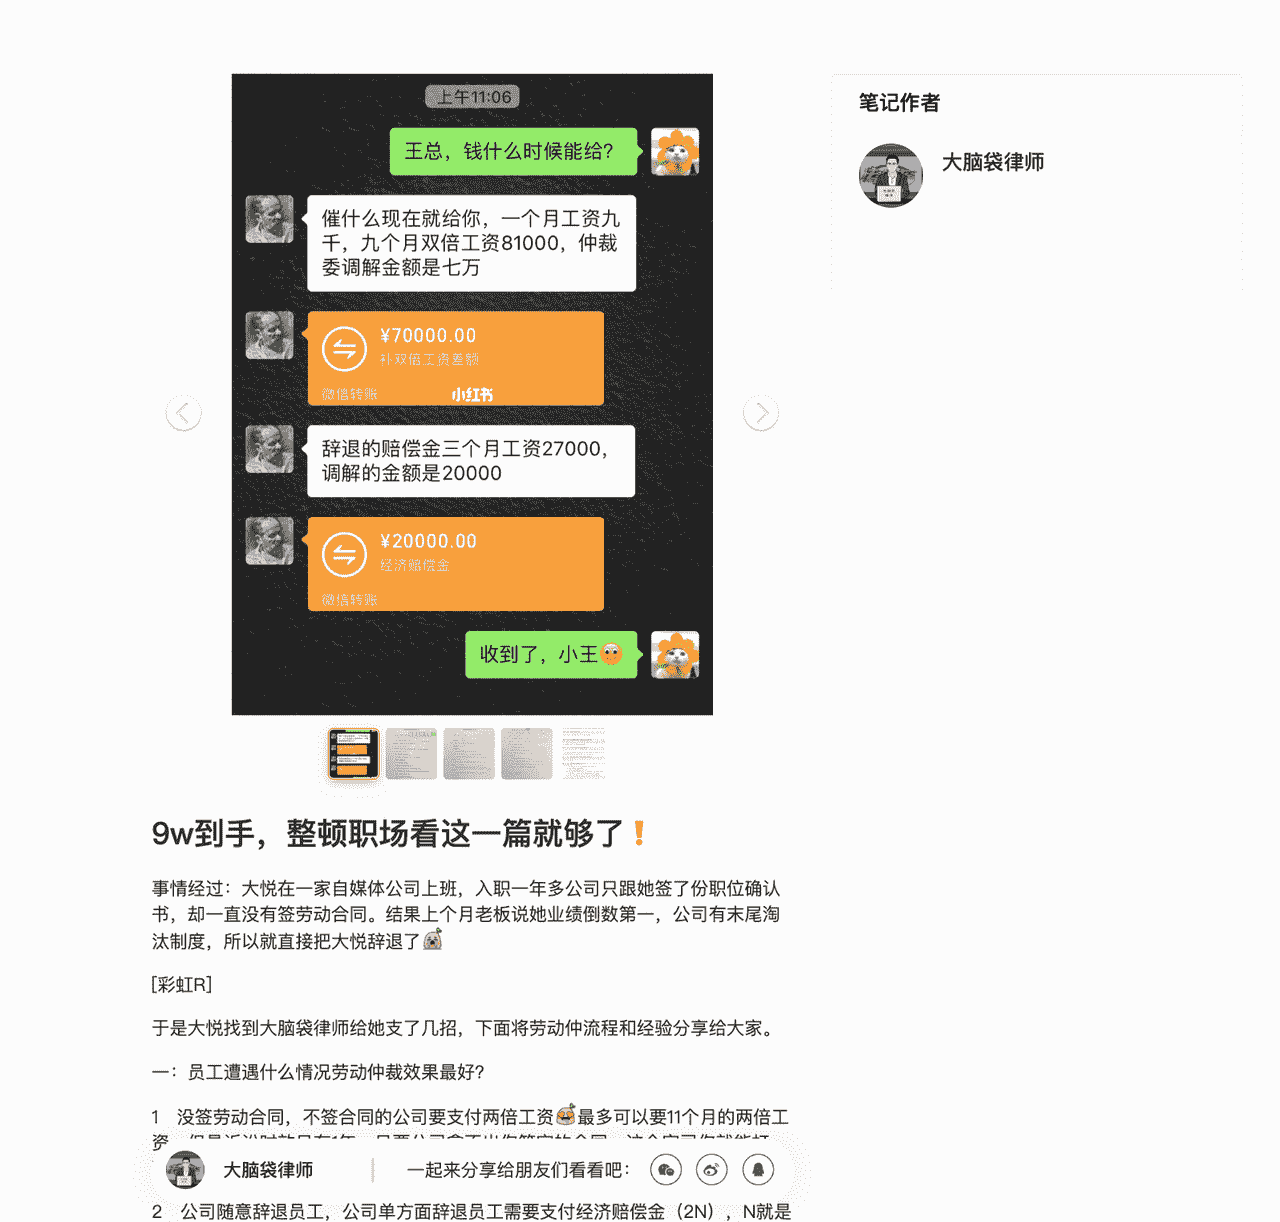 上午11:06
王总，钱什么时候能给？
催什么现在就给你，一个月工资九
千，九个月双倍工资81000，仲裁
委调解金额是七万
¥70000.00
补双倍工资差额
微信转账
小红书
辞退的赔偿金三个月工资27000，
调解的金额是20000
¥20000.00
经济赔偿金
微信转账
收到了，小王
笔记作者
大脑袋律师
9w到手，整顿职场看这一篇就够了❗
事情经过：大悦在一家自媒体公司上班，入职一年多公司只跟她签了份职位确认
书，却一直没有签劳动合同。结果上个月老板说她业绩倒数第一，公司有末尾淘
汰制度，所以就直接把大悦辞退了
[彩虹R]
于是大悦找到大脑袋律师给她支了几招，下面将劳动仲流程和经验分享给大家。
一：员工遭遇什么情况劳动仲裁效果最好?
1 没签劳动合同，不签合同的公司要支付两倍工资最多可以要11个月的两倍工
资
大脑袋律师
一起来分享给朋友们看看吧：
2 公司随意辞退员工，公司单方面辞退员工需要支付经济赔偿金（2N），N就是